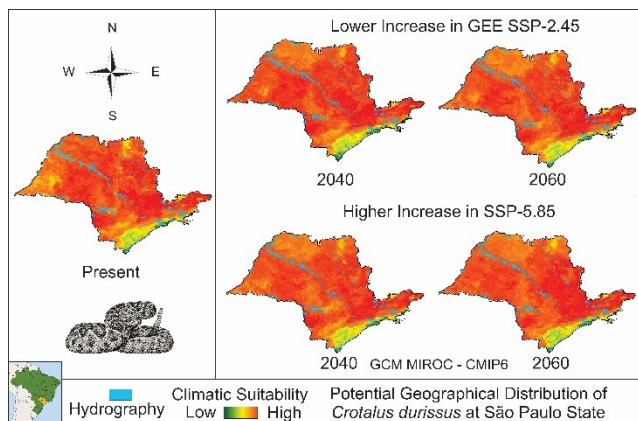 N
W E
S
Present
Lower Increase in GEE SSP-2.45
2040 2060
Higher Increase in SSP-5.85
2040 GCM MIROC - CMIP6 2060
Hydrography
Climatic Suitability
Low High
Potential Geographical Distribution of
Crotalus durissus at São Paulo State